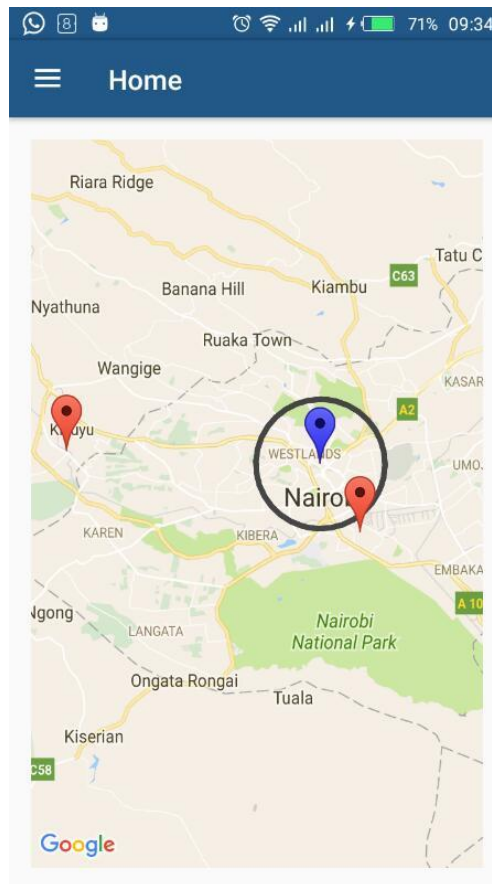 8 71% 09:34
Home
Riara Ridge
Tatu C
C63
Banana Hill Kiambu
Nyathuna
Ruaka Town
Wangige
KASAR
A2
WESTLANDS
UMO
Nairo
KAREN
KIBERA
EMBAKA
A 10
Ngong
LANGATA
Nairobi
National Park
Ongata Rongai
Tuala
Kiserian
C58
Google